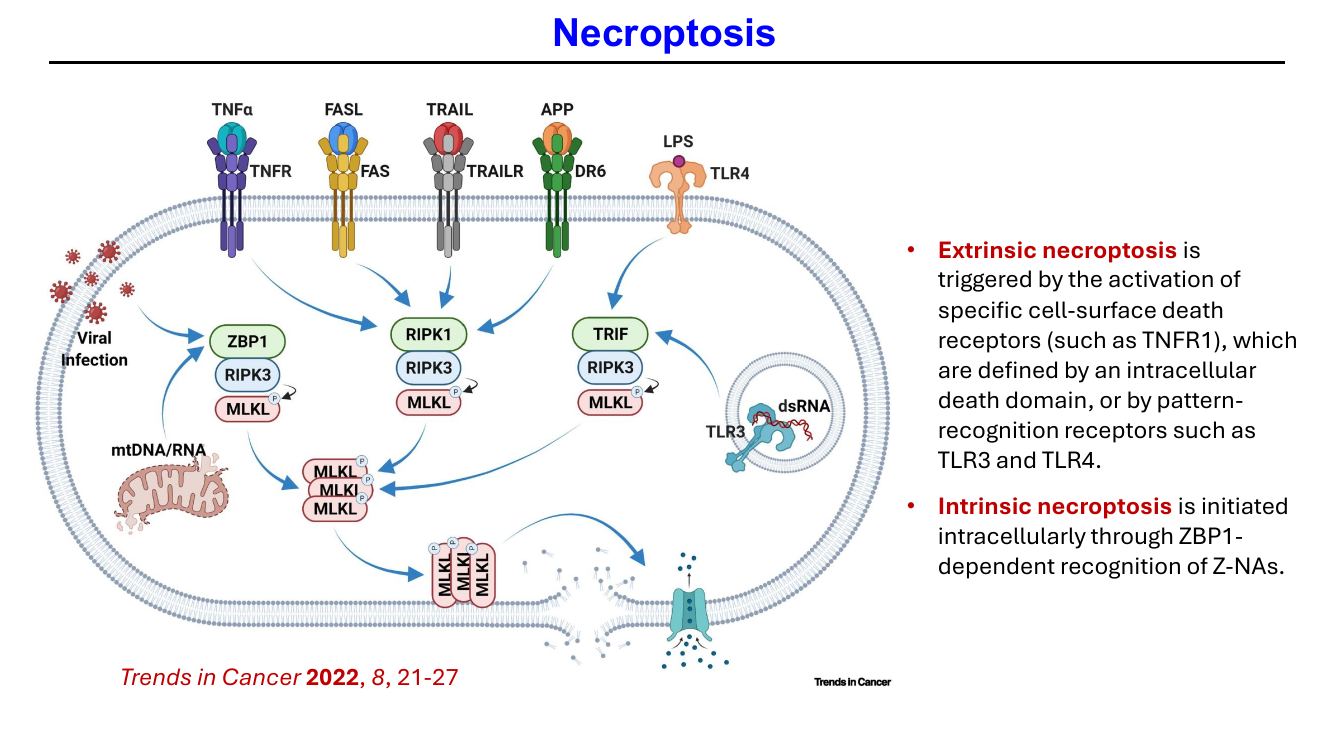 Necroptosis
TNFα
FASL
TRAIL
APP
LPS
TNFR
FAS
TRAILR
DR6
TLR4
Viral
Infection
ZBP1
RIPK3
P
MLKL
RIPK1
RIPK3
P
MLKL
TRIF
RIPK3
P
MLKL
dsRNA
TLR3
mtDNA/RNA
P
MLKL
P
MLKL
P
MLKL
P
P
P
MLKL
MLKL
MLKL
• Extrinsic necroptosis is
triggered by the activation of
specific cell-surface death
receptors (such as TNFR1), which
are defined by an intracellular
death domain, or by pattern-
recognition receptors such as
TLR3 and TLR4.
• Intrinsic necroptosis is initiated
intracellularly through ZBP1-
dependent recognition of Z-NAs.
Trends in Cancer 2022, 8, 21-27
Trends in Cancer